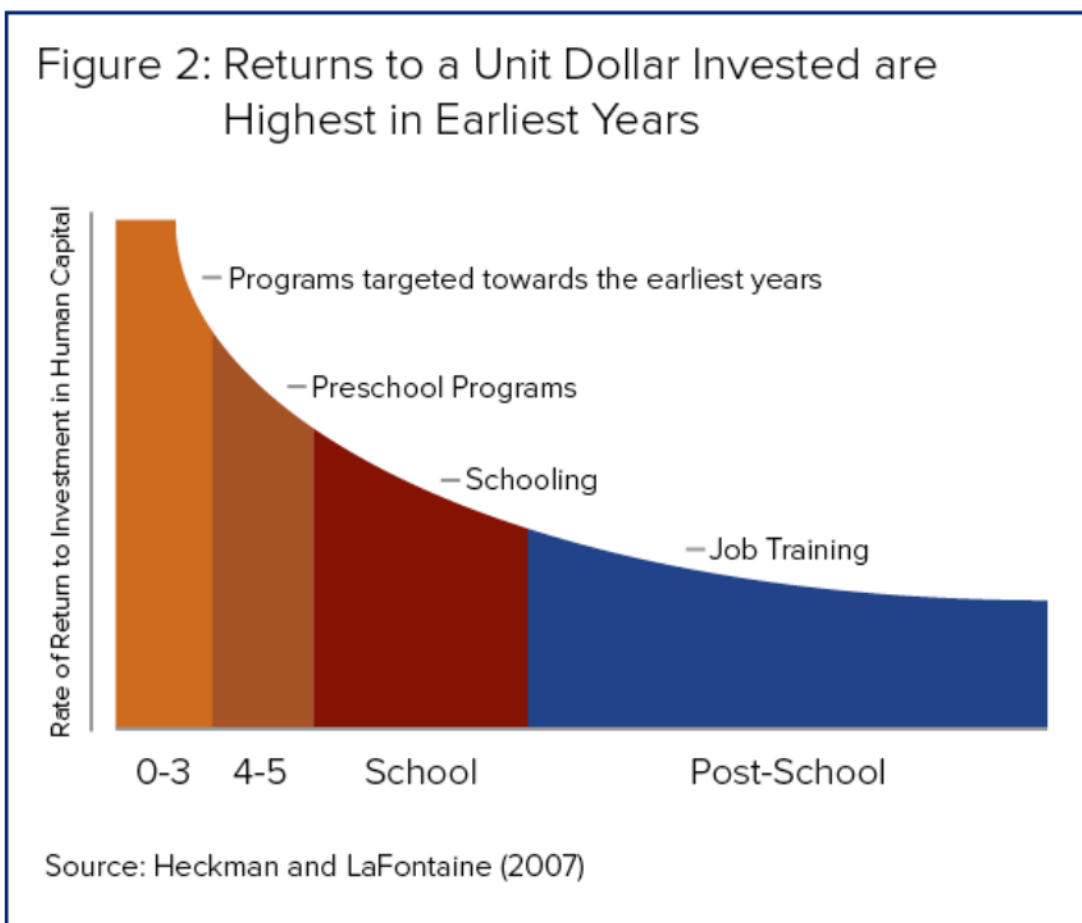 Figure 2: Returns to a Unit Dollar Invested are
Highest in Earliest Years
Rate of Return to Investment in Human Capital
Programs targeted towards the earliest years
Preschool Programs
Schooling
Job Training
0-3 4-5 School Post-School
Source: Heckman and LaFontaine (2007)